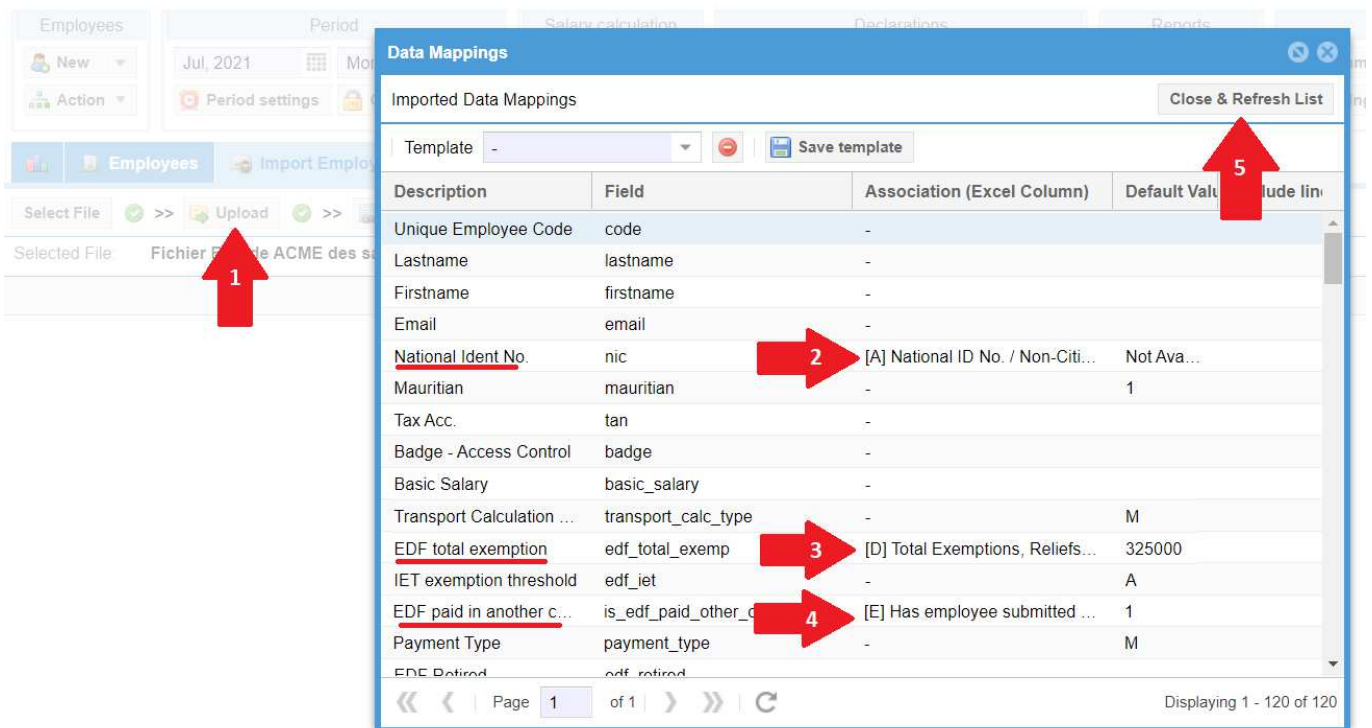 Employees Period Salary calculation Declarations Reports
New Jul, 2021
Action Period settings
Employees Import
Select File >> Upload >>
Selected File: Fichier ACME des
1
Data Mappings
Imported Data Mappings Close & Refresh List
Template - Save template
5
Description Field Association (Excel Column) Default
Unique Employee Code code -
Lastname lastname -
Firstname firstname -
Email email -
National Ident No. nic 2 [A] National ID No. / Non-Citi... Not Ava...
Mauritian mauritian - 1
Tax Acc. tan -
Badge - Access Control badge -
Basic Salary basic_salary -
Transport Calculation ... transport_calc_type - M
EDF total exemption edf_total_exemp 3 [D] Total Exemptions, Reliefs... 325000
IET exemption threshold edf_iet - A
EDF paid in another c... is_edf_paid_other_c 4 [E] Has employee submitted ... 1
Payment Type payment_type - M
EDF Retired edf_retired
Page 1 of 1 Displaying 1 - 120 of 120